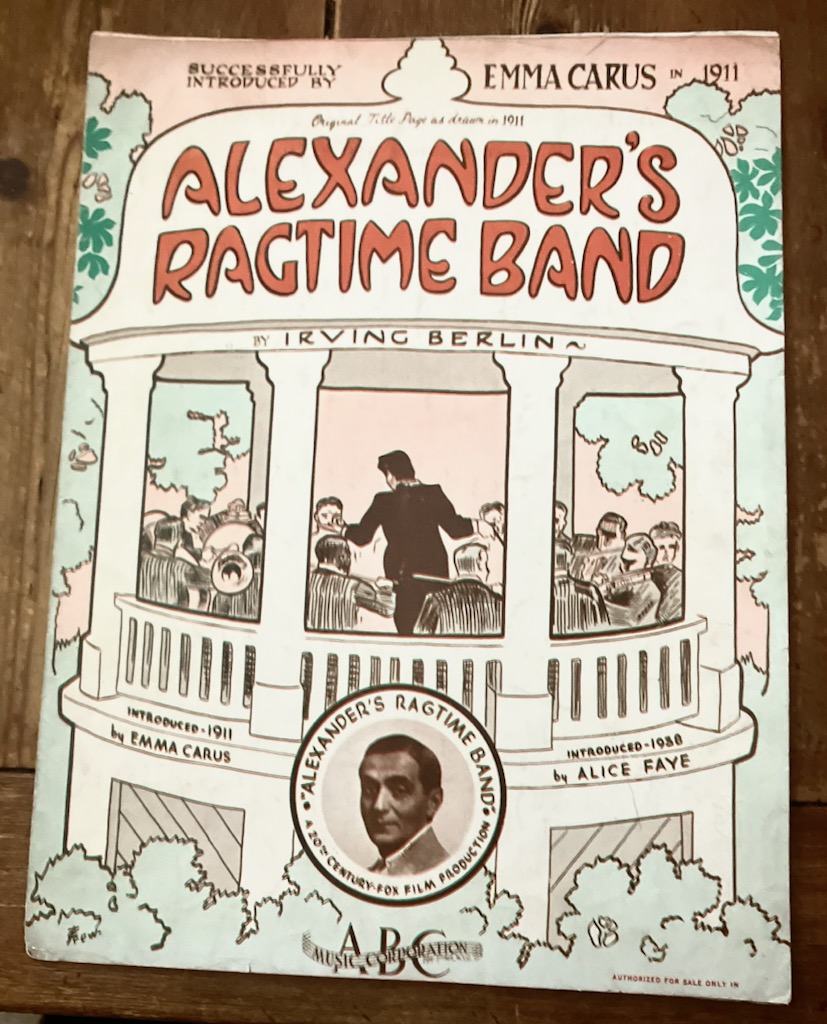 SUCCESSFULLY
INTRODUCED BY
EMMA CARUS IN 1911
Original Title Page as drawn in 1911
ALEXANDER'S
RAGTIME BAND
BY IRVING BERLIN ~
INTRODUCED-1911
by EMMA CARUS
INTRODUCED-1938
by ALICE FAYE
"ALEXANDER'S RAGTIME BAND"
A 20TH CENTURY-FOX FILM PRODUCTION
ABC
MUSIC CORPORATION
AUTHORIZED FOR SALE ONLY IN